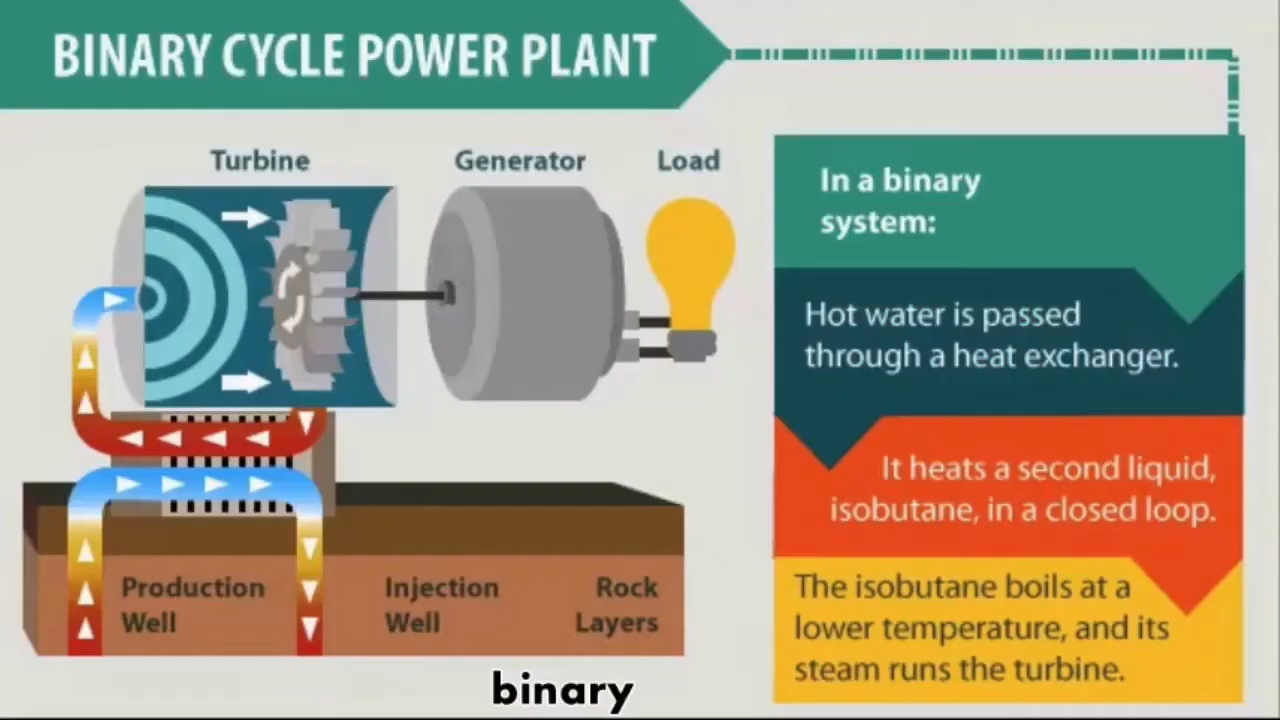 BINARY CYCLE POWER PLANT
Turbine
Generator
Load
Production
Well
Injection
Well
Rock
Layers
In a binary
system:
Hot water is passed
through a heat exchanger.
It heats a second liquid,
isobutane, in a closed loop.
The isobutane boils at a
lower temperature, and its
steam runs the turbine.
binary